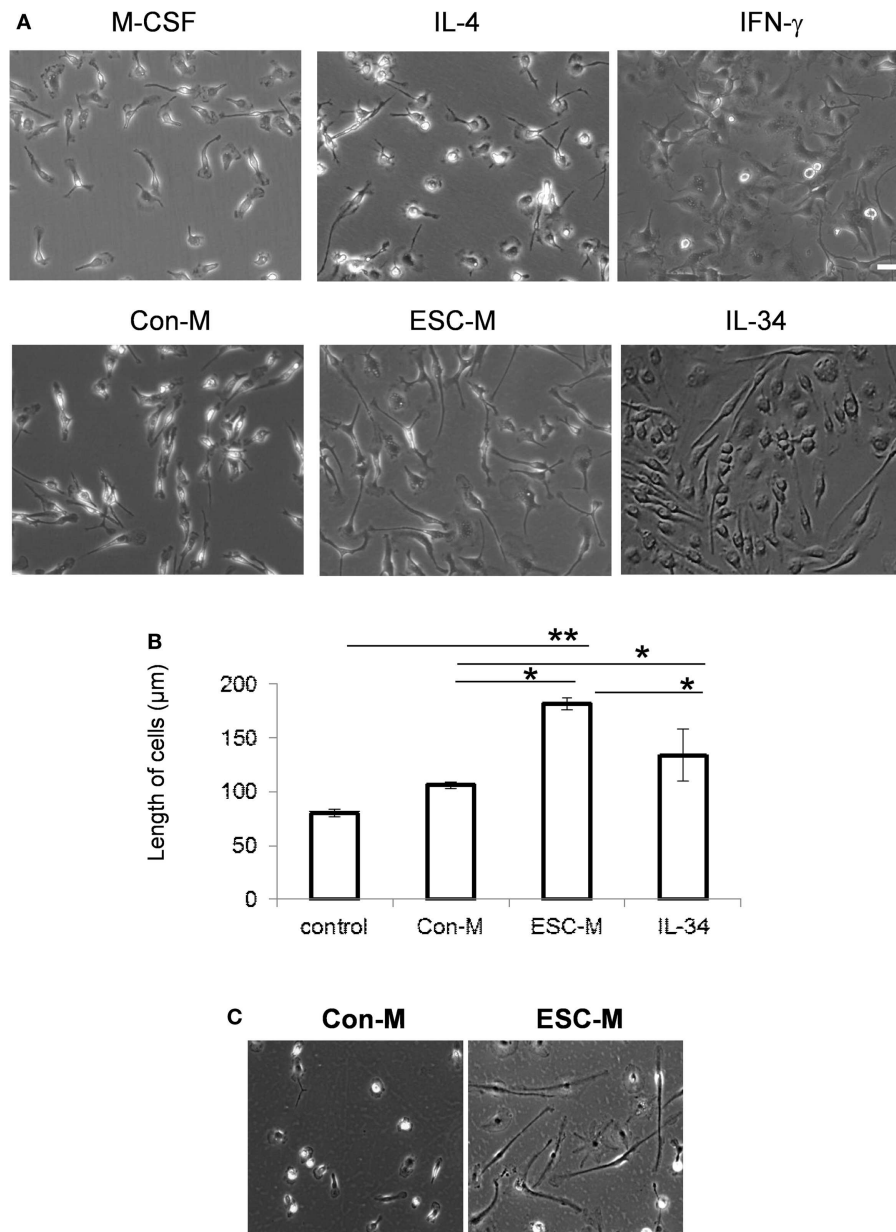 A
M-CSF IL-4 IFN-γ
Con-M ESC-M IL-34
B
**
*
*
*
Length of cells (μm)
200
150
100
50
0
control Con-M ESC-M IL-34
C
Con-M ESC-M